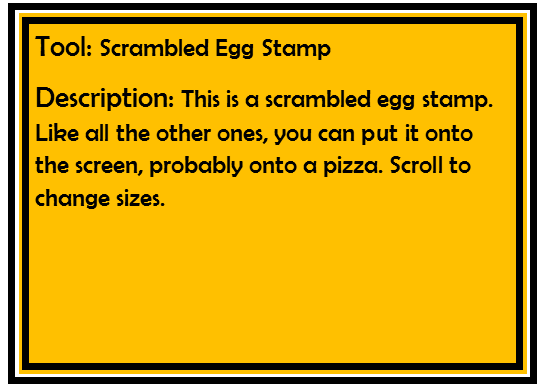 Tool: Scrambled Egg Stamp
Description: This is a scrambled egg stamp.
Like all the other ones, you can put it onto
the screen, probably onto a pizza. Scroll to
change sizes.